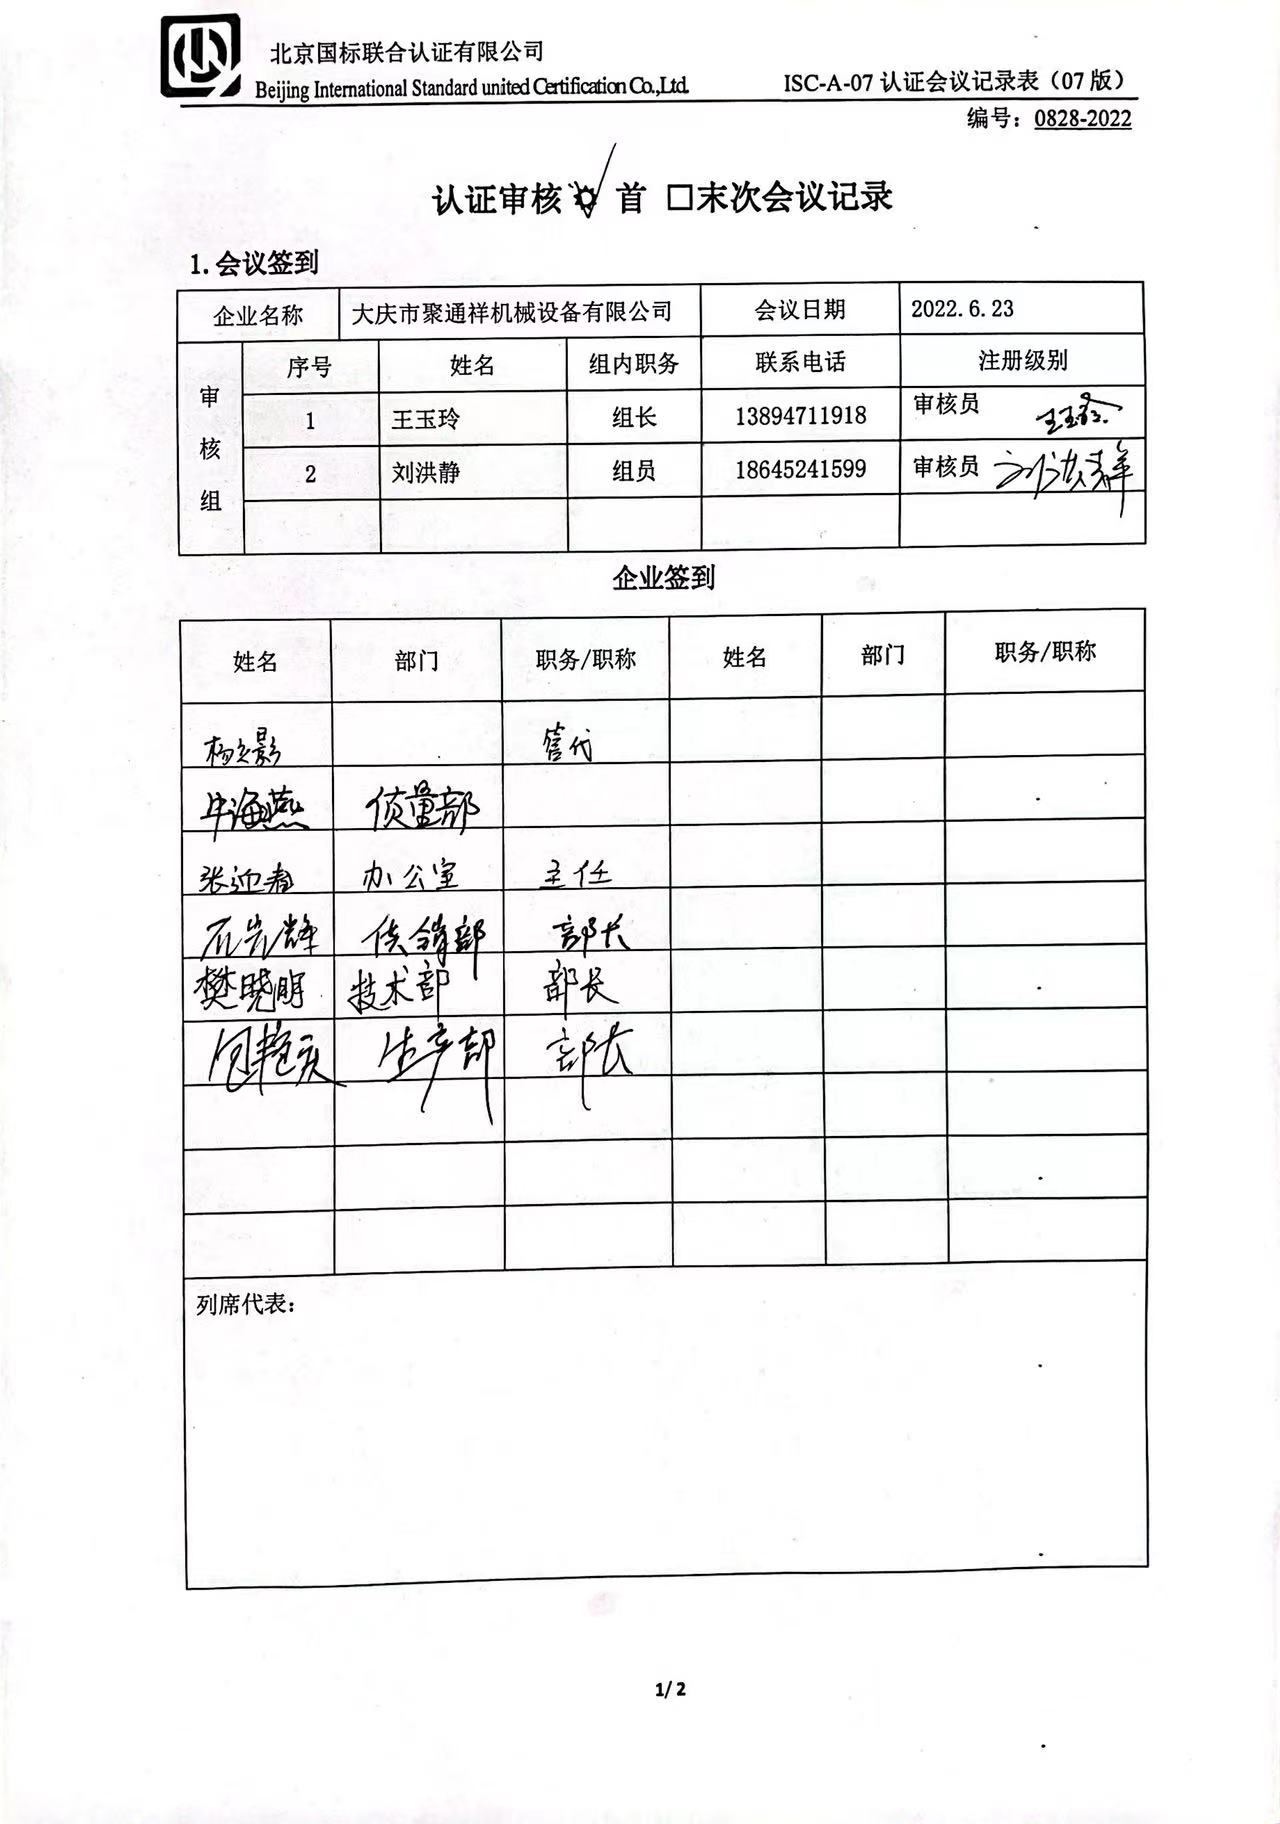 北京国标联合认证有限公司
Beijing International Standard united Certification Co.,Ltd.
ISC-A-07 认证会议记录表（07 版）
编号：0828-2022
认证审核 首 □末次会议记录
1.会议签到
企业名称 大庆市聚通祥机械设备有限公司 会议日期 2022.6.23
审核组 序号 姓名 组内职务 联系电话 注册级别
1 王玉玲 组长 13894711918 审核员 王玉玲
2 刘洪静 组员 18645241599 审核员 刘洪静
企业签到
姓名 部门 职务/职称 姓名 部门 职务/职称
管代
牛海燕 质量部
张迎春 办公室 主任
供销部 部长
樊晓明 技术部 部长
生产部 部长
列席代表：
1/2